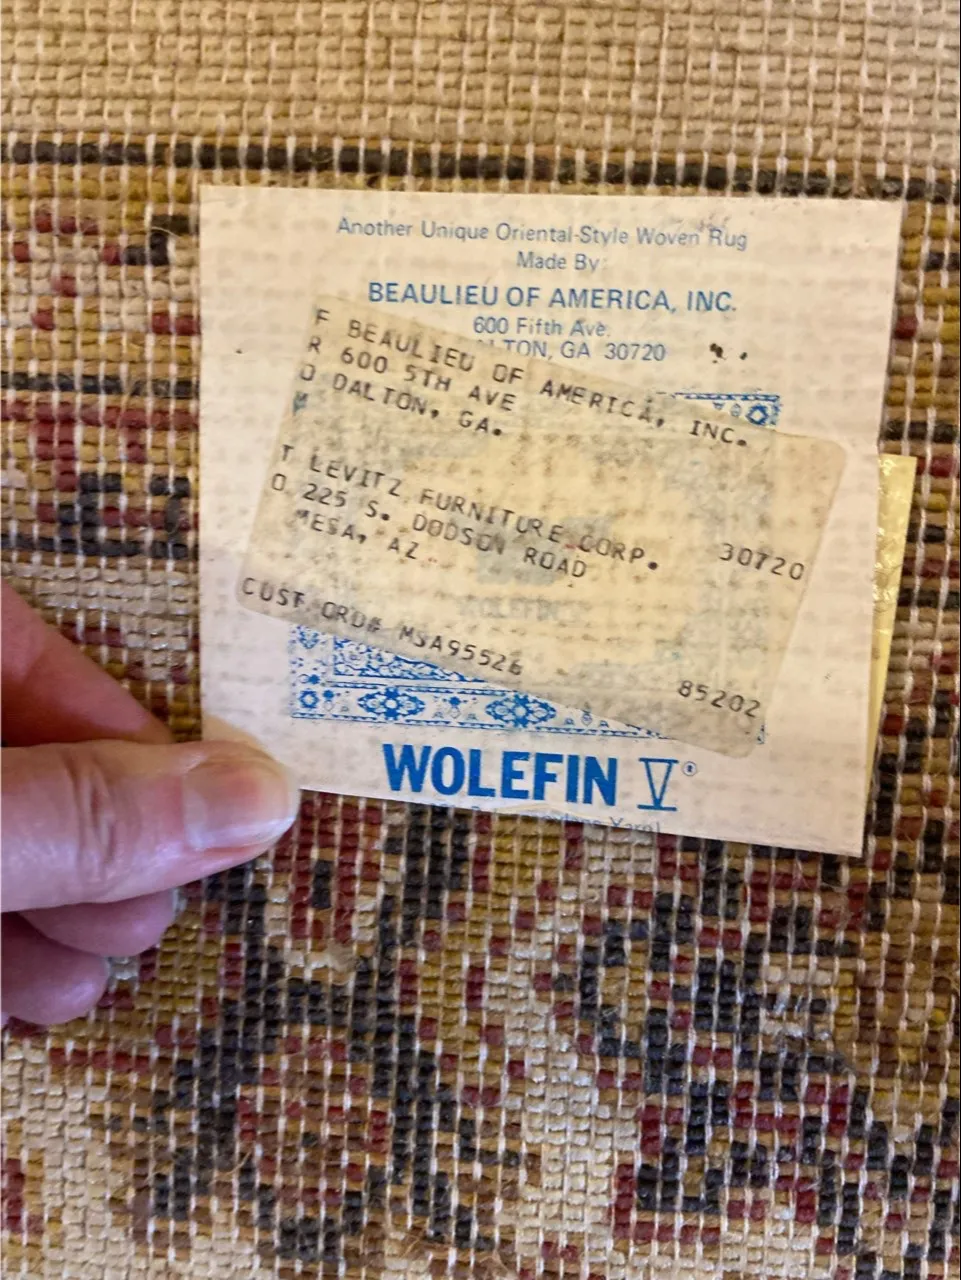 Another Unique Oriental-Style Woven Rug
Made By:
BEAULIEU OF AMERICA, INC.
600 Fifth Ave.
GA 30720
F BEAULIEU OF AMERICA, INC.
R 600 5TH AVE
O DALTON, GA. 30720
M
T LEVITZ FURNITURE CORP.
O 225 S. DODSON ROAD
MESA, AZ. 85202
CUST ORD# MSA95526
WOLEFIN
WOLEFIN V®
Yarn